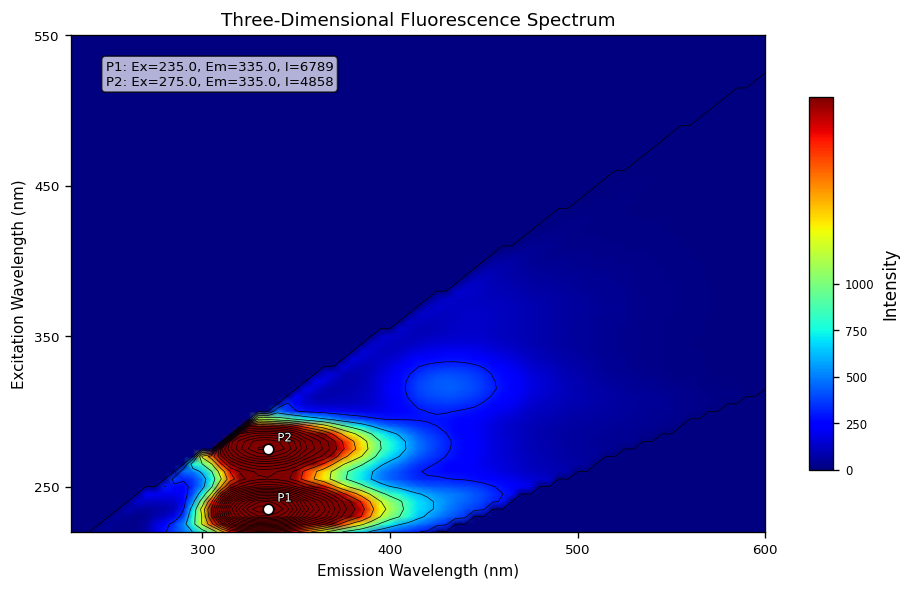 Three-Dimensional Fluorescence Spectrum
550
P1: Ex=235.0, Em=335.0, I=6789
P2: Ex=275.0, Em=335.0, I=4858
450
350
250
Excitation Wavelength (nm)
P2
P1
300 400 500 600
Emission Wavelength (nm)
1000
750
500
250
0
Intensity